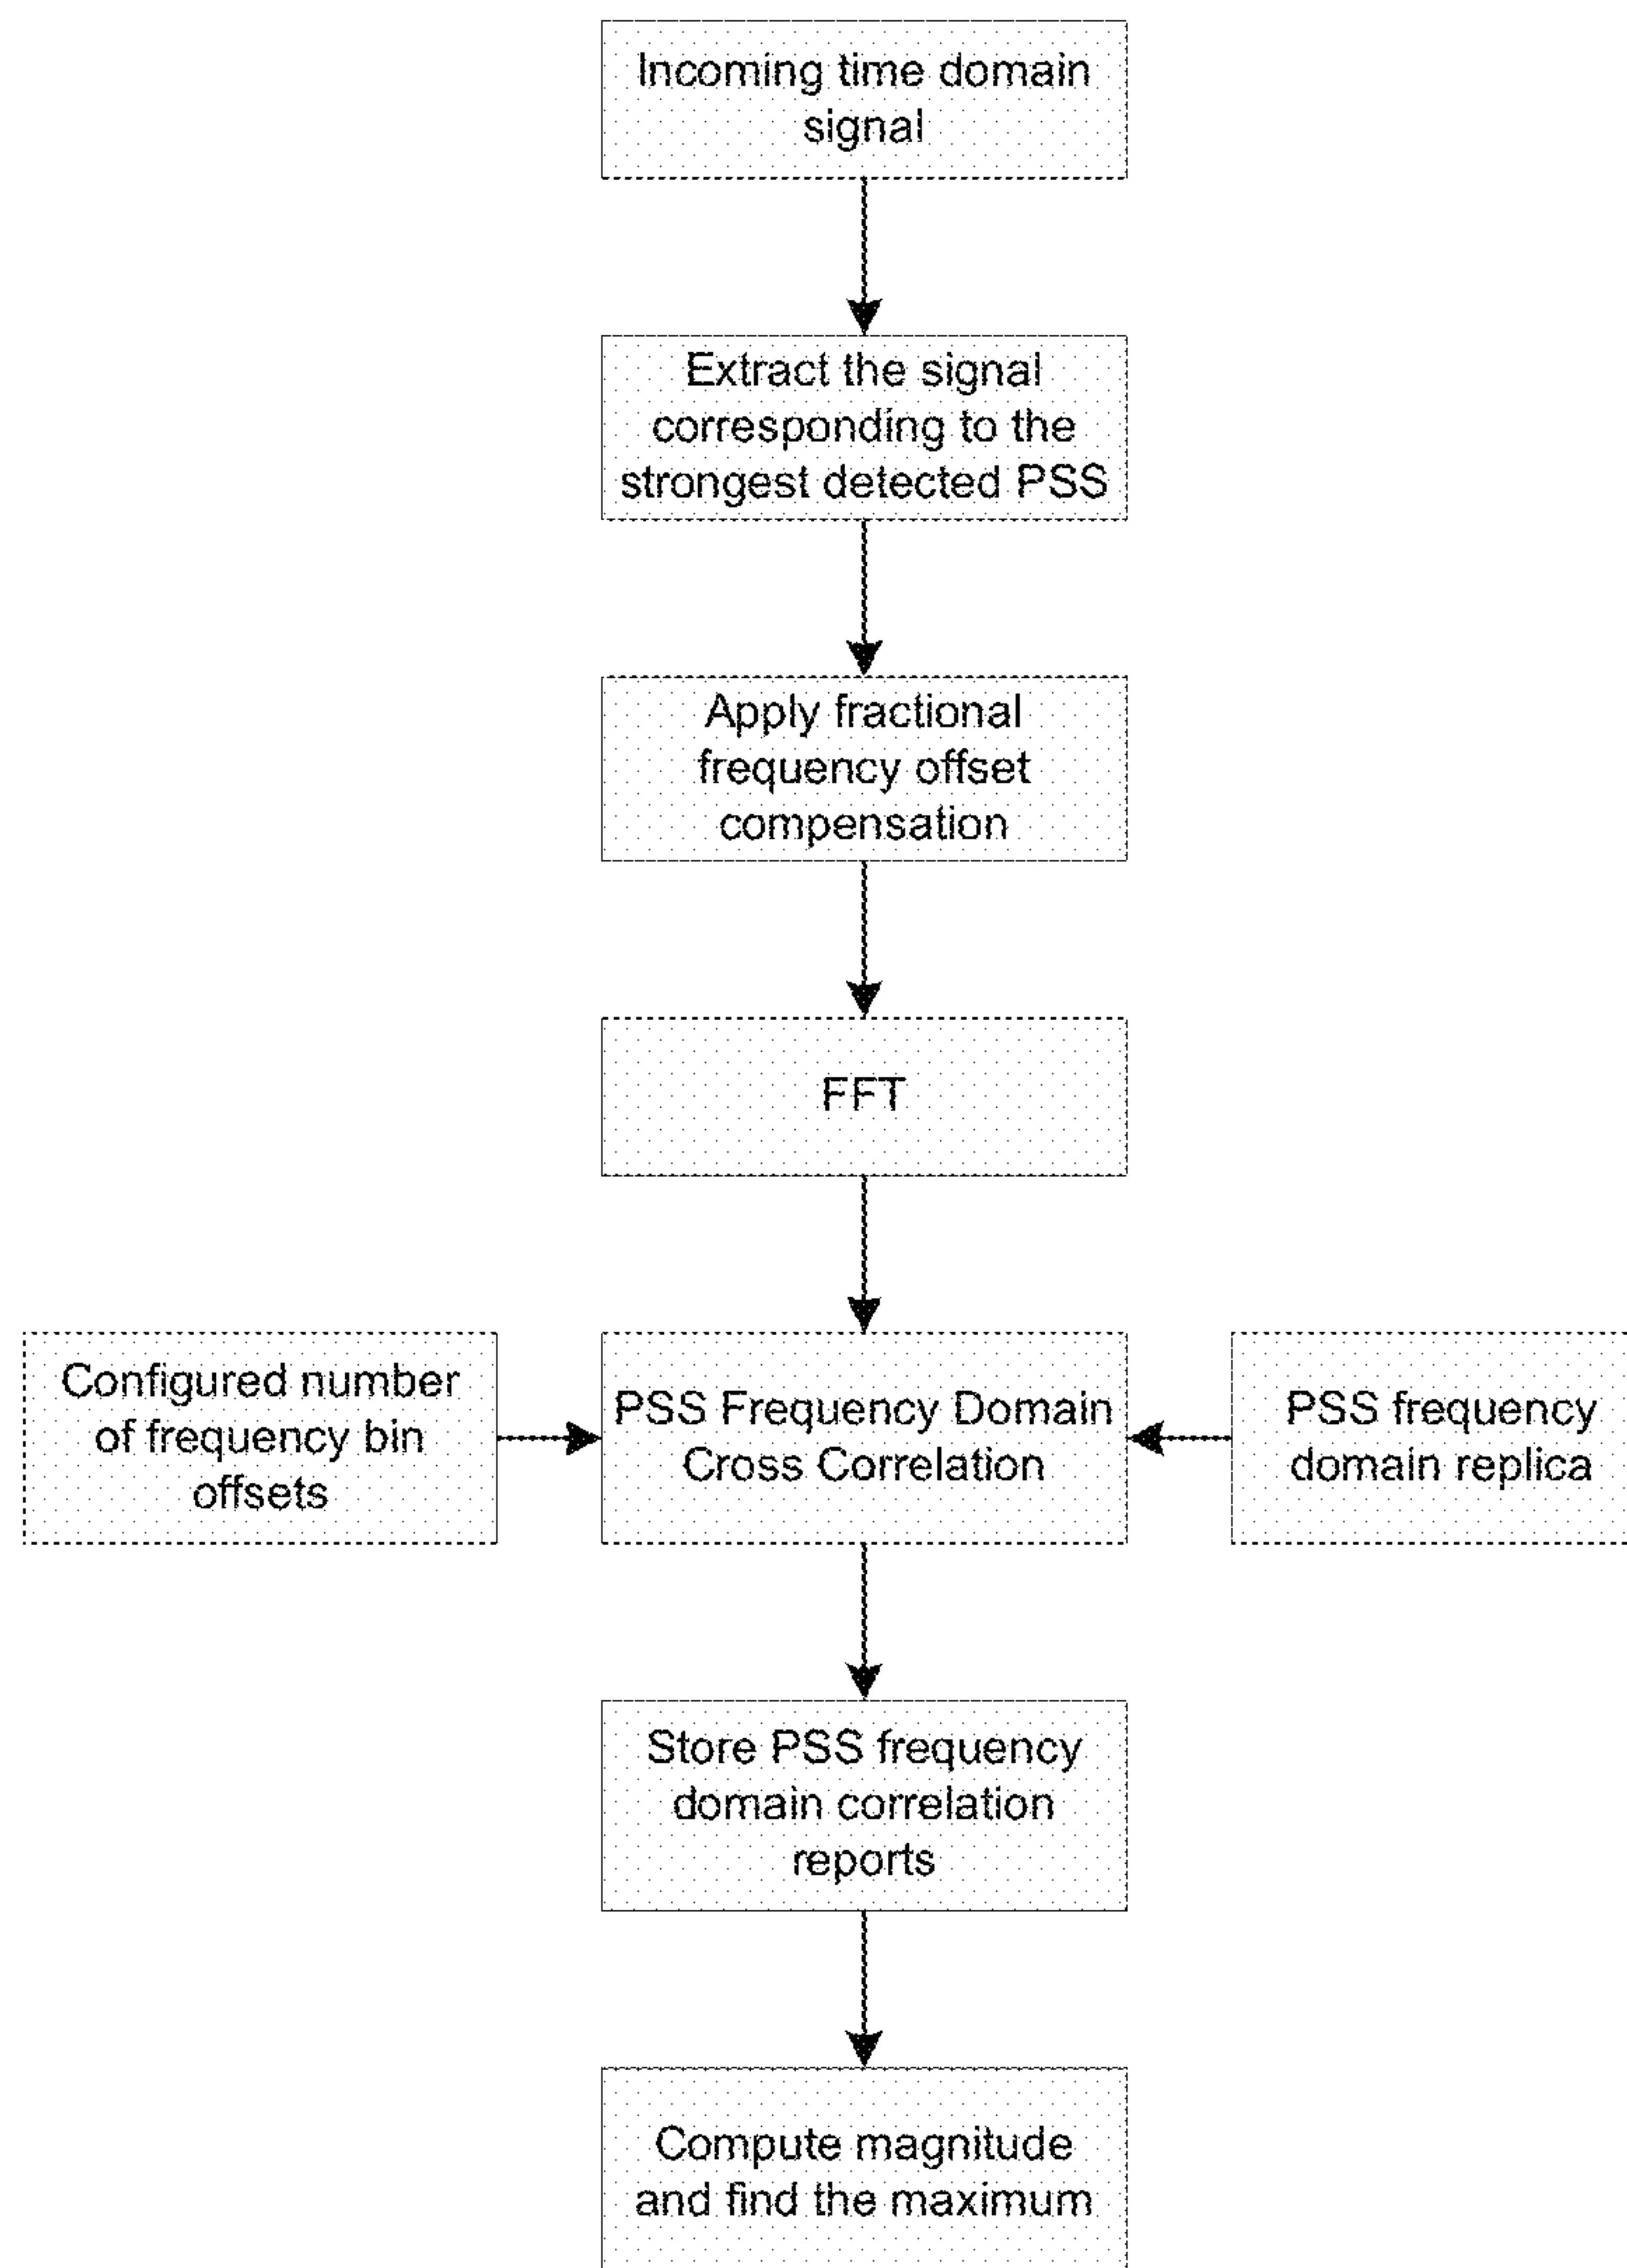 Incoming time domain
signal
Extract the signal
corresponding to the
strongest detected PSS
Apply fractional
frequency offset
compensation
FFT
Configured number
of frequency bin
offsets
PSS Frequency Domain
Cross Correlation
PSS frequency
domain replica
Store PSS frequency
domain correlation
reports
Compute magnitude
and find the maximum